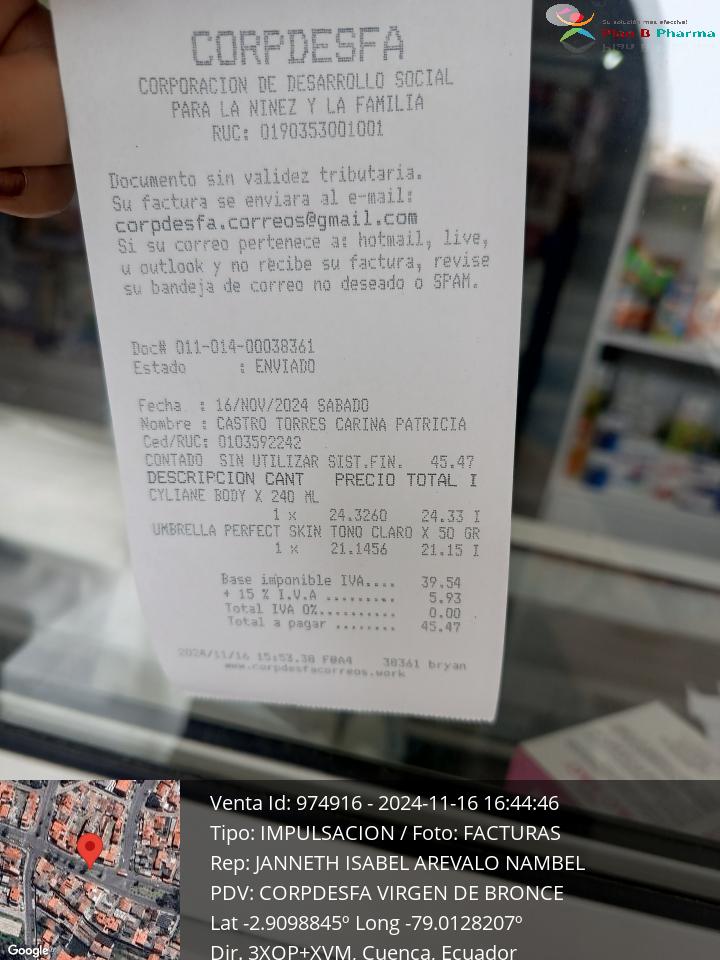 Su solución más efectiva!
Plan B Pharma
CORPDESFA
CORPORACION DE DESARROLLO SOCIAL
PARA LA NINEZ Y LA FAMILIA
RUC: 0190353001001
Documento sin validez tributaria.
Su factura se enviara al e-mail:
corpdesfa.correos@gmail.com
Si su correo pertenece a: hotmail, live,
u outlook y no recibe su factura, revise
su bandeja de correo no deseado o SPAM.
Doc# 011-014-00038361
Estado : ENVIADO
Fecha : 16/NOV/2024 SABADO
Nombre : CASTRO TORRES CARINA PATRICIA
Ced/RUC: 0103592242
CONTADO SIN UTILIZAR SIST.FIN. 45.47
DESCRIPCION CANT PRECIO TOTAL I
CYLIANE BODY X 240 ML
1 x 24.3260 24.33 I
UMBRELLA PERFECT SKIN TONO CLARO X 50 GR
1 x 21.1456 21.15 I
Base imponible IVA.... 39.54
+ 15 % I.V.A ......... 5.93
Total IVA 0%.......... 0.00
Total a pagar ........ 45.47
2024/11/16 15:53.38 F0A4 38361 bryan
www.corpdesfacorreos.work
Venta Id: 974916 - 2024-11-16 16:44:46
Tipo: IMPULSACION / Foto: FACTURAS
Rep: JANNETH ISABEL AREVALO NAMBEL
PDV: CORPDESFA VIRGEN DE BRONCE
Lat -2.9098845º Long -79.0128207º
Dir. 3XQP+XVM, Cuenca, Ecuador
Google